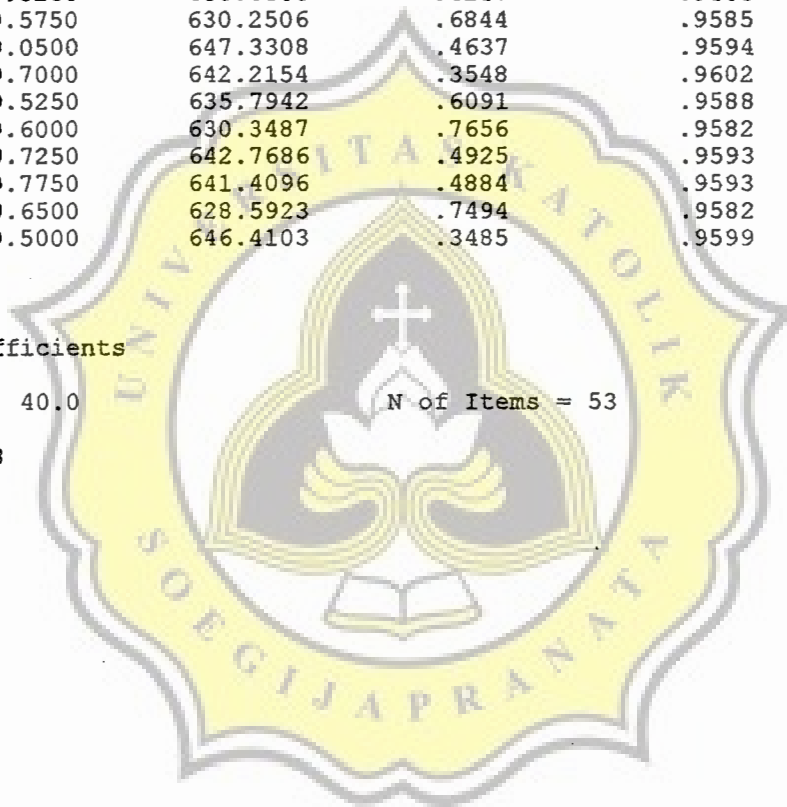 .5750 630.2506 .6844 .9585
.0500 647.3308 .4637 .9594
.7000 642.2154 .3548 .9602
.5250 635.7942 .6091 .9588
.6000 630.3487 .7656 .9582
.7250 642.7686 .4925 .9593
.7750 641.4096 .4884 .9593
.6500 628.5923 .7494 .9582
.5000 646.4103 .3485 .9599
fficients
40.0 N of Items = 53
UNIVERSITAS KATOLIK
SOEGIJAPRANATA